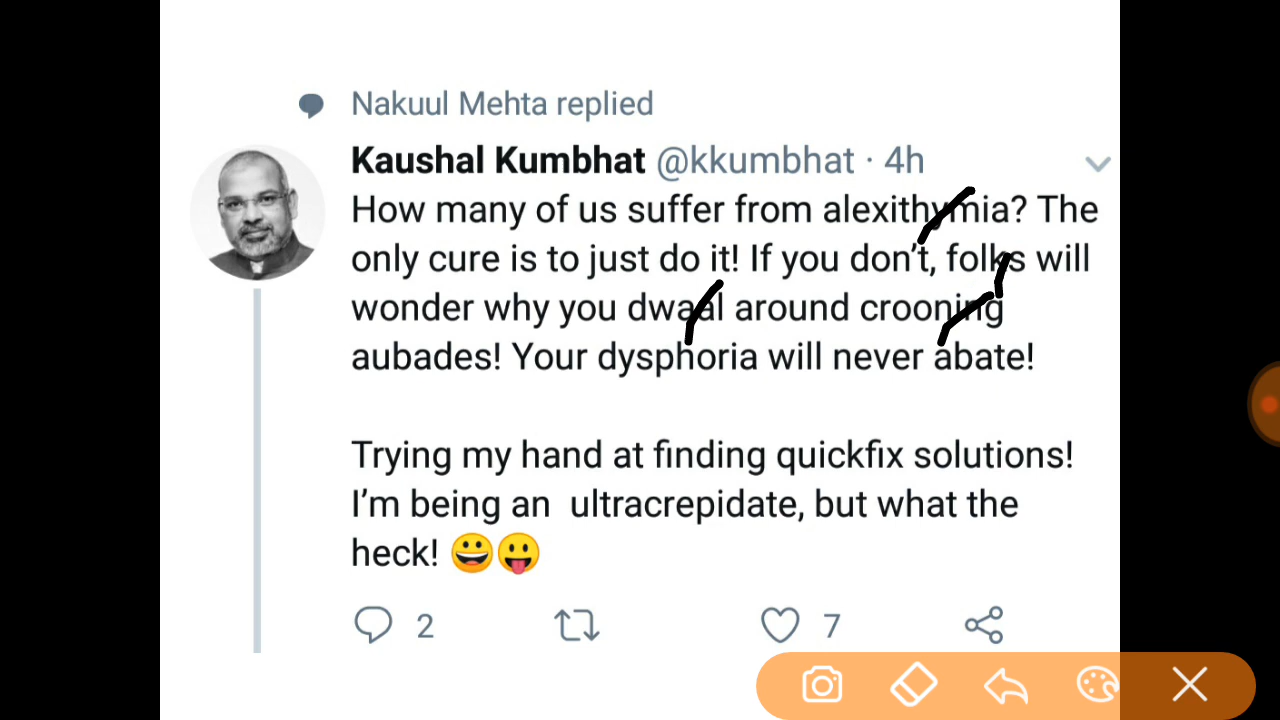 Nakuul Mehta replied
Kaushal Kumbhat @kkumbhat · 4h
How many of us suffer from alexithymia? The
only cure is to just do it! If you don't, folks will
wonder why you dwaal around crooning
aubades! Your dysphoria will never abate!
Trying my hand at finding quickfix solutions!
I'm being an ultracrepidate, but what the
heck! 😀😛
2 7